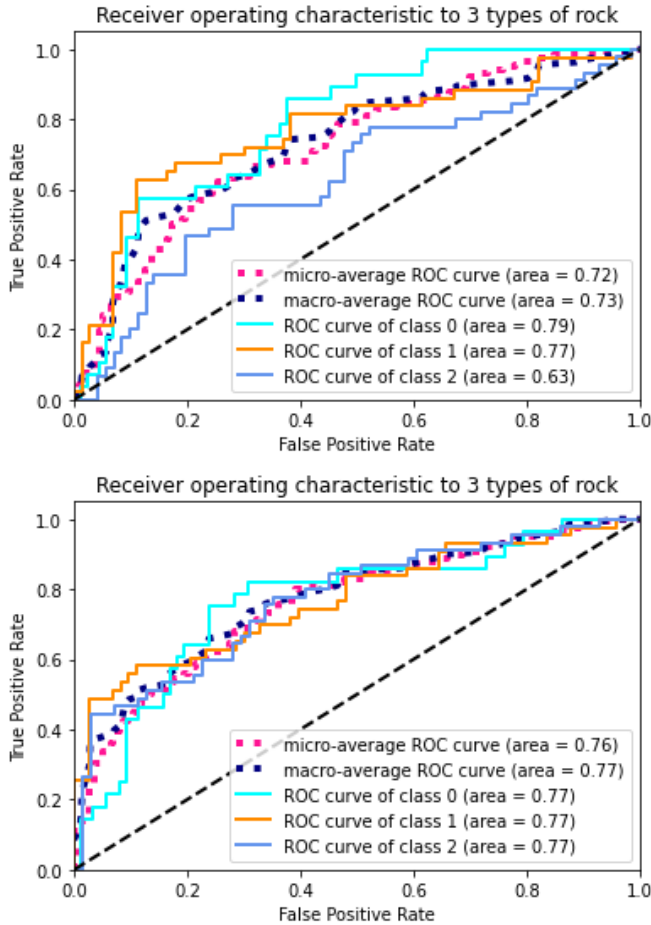 Receiver operating characteristic to 3 types of rock
1.0
0.8
0.6
0.4
0.2
0.0
True Positive Rate
micro-average ROC curve (area = 0.72)
macro-average ROC curve (area = 0.73)
ROC curve of class 0 (area = 0.79)
ROC curve of class 1 (area = 0.77)
ROC curve of class 2 (area = 0.63)
0.0 0.2 0.4 0.6 0.8 1.0
False Positive Rate
Receiver operating characteristic to 3 types of rock
1.0
0.8
0.6
0.4
0.2
0.0
True Positive Rate
micro-average ROC curve (area = 0.76)
macro-average ROC curve (area = 0.77)
ROC curve of class 0 (area = 0.77)
ROC curve of class 1 (area = 0.77)
ROC curve of class 2 (area = 0.77)
0.0 0.2 0.4 0.6 0.8 1.0
False Positive Rate